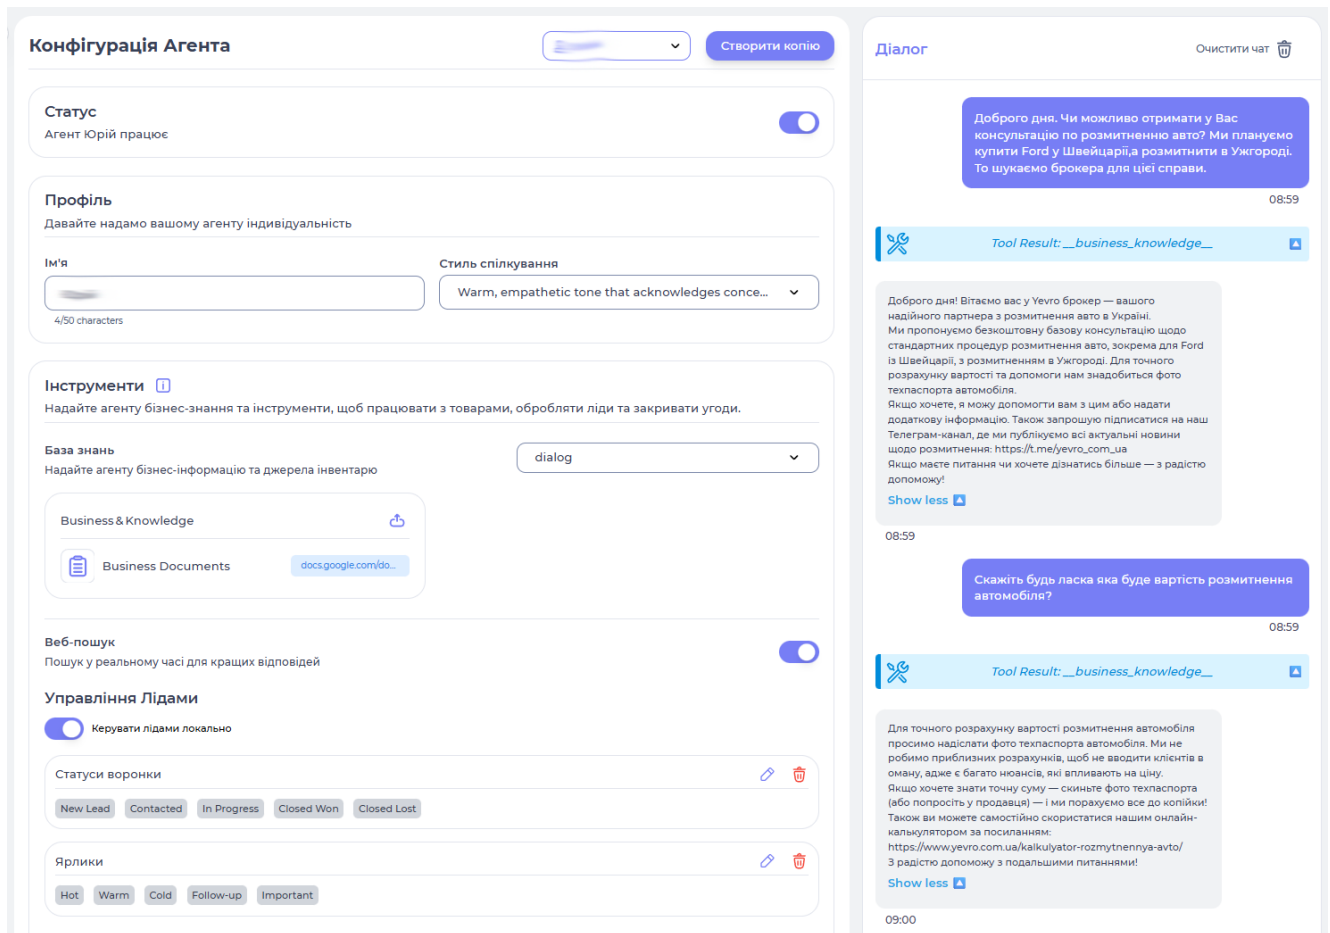 Конфігурація Агента
Створити копію
Статус
Агент Юрій працює
Профіль
Давайте надамо вашому агенту індивідуальність
Ім'я
4/50 characters
Стиль спілкування
Warm, empathetic tone that acknowledges conce...
Інструменти
Надайте агенту бізнес-знання та інструменти, щоб працювати з товарами, обробляти ліди та закривати угоди.
База знань
Надайте агенту бізнес-інформацію та джерела інвентарю
dialog
Business & Knowledge
Business Documents
docs.google.com/do...
Веб-пошук
Пошук у реальному часі для кращих відповідей
Управління Лідами
Керувати лідами локально
Статуси воронки
New Lead
Contacted
In Progress
Closed Won
Closed Lost
Ярлики
Hot
Warm
Cold
Follow-up
Important
Діалог
Очистити чат
Доброго дня. Чи можливо отримати у Вас
консультацію по розмитненню авто? Ми плануємо
купити Ford у Швейцарії,а розмитнити в Ужгороді.
То шукаємо брокера для цієї справи.
08:59
Tool Result: __business_knowledge__
Доброго дня! Вітаємо вас у Yevro брокер — вашого
надійного партнера з розмитнення авто в Україні.
Ми пропонуємо безкоштовну базову консультацію щодо
стандартних процедур розмитнення авто, зокрема для Ford
із Швейцарії, з розмитненням в Ужгороді. Для точного
розрахунку вартості та допомоги нам знадобиться фото
техпаспорта автомобіля.
Якщо хочете, я можу допомогти вам з цим або надати
додаткову інформацію. Також запрошую підписатися на наш
Телеграм-канал, де ми публікуємо всі актуальні новини
щодо розмитнення: https://t.me/yevro_com_ua
Якщо маєте питання чи хочете дізнатись більше — з радістю
допоможу!
Show less
08:59
Скажіть будь ласка яка буде вартість розмитнення
автомобіля?
08:59
Tool Result: __business_knowledge__
Для точного розрахунку вартості розмитнення автомобіля
просимо надіслати фото техпаспорта автомобіля. Ми не
робимо приблизних розрахунків, щоб не вводити клієнтів в
оману, адже є багато нюансів, які впливають на ціну.
Якщо хочете знати точну суму — скиньте фото техпаспорта
(або попросіть у продавця) — і ми порахуємо все до копійки!
Також ви можете самостійно скористатися нашим онлайн-
калькулятором за посиланням:
https://www.yevro.com.ua/kalkulyator-rozmytnennya-avto/
З радістю допоможу з подальшими питаннями!
Show less
09:00